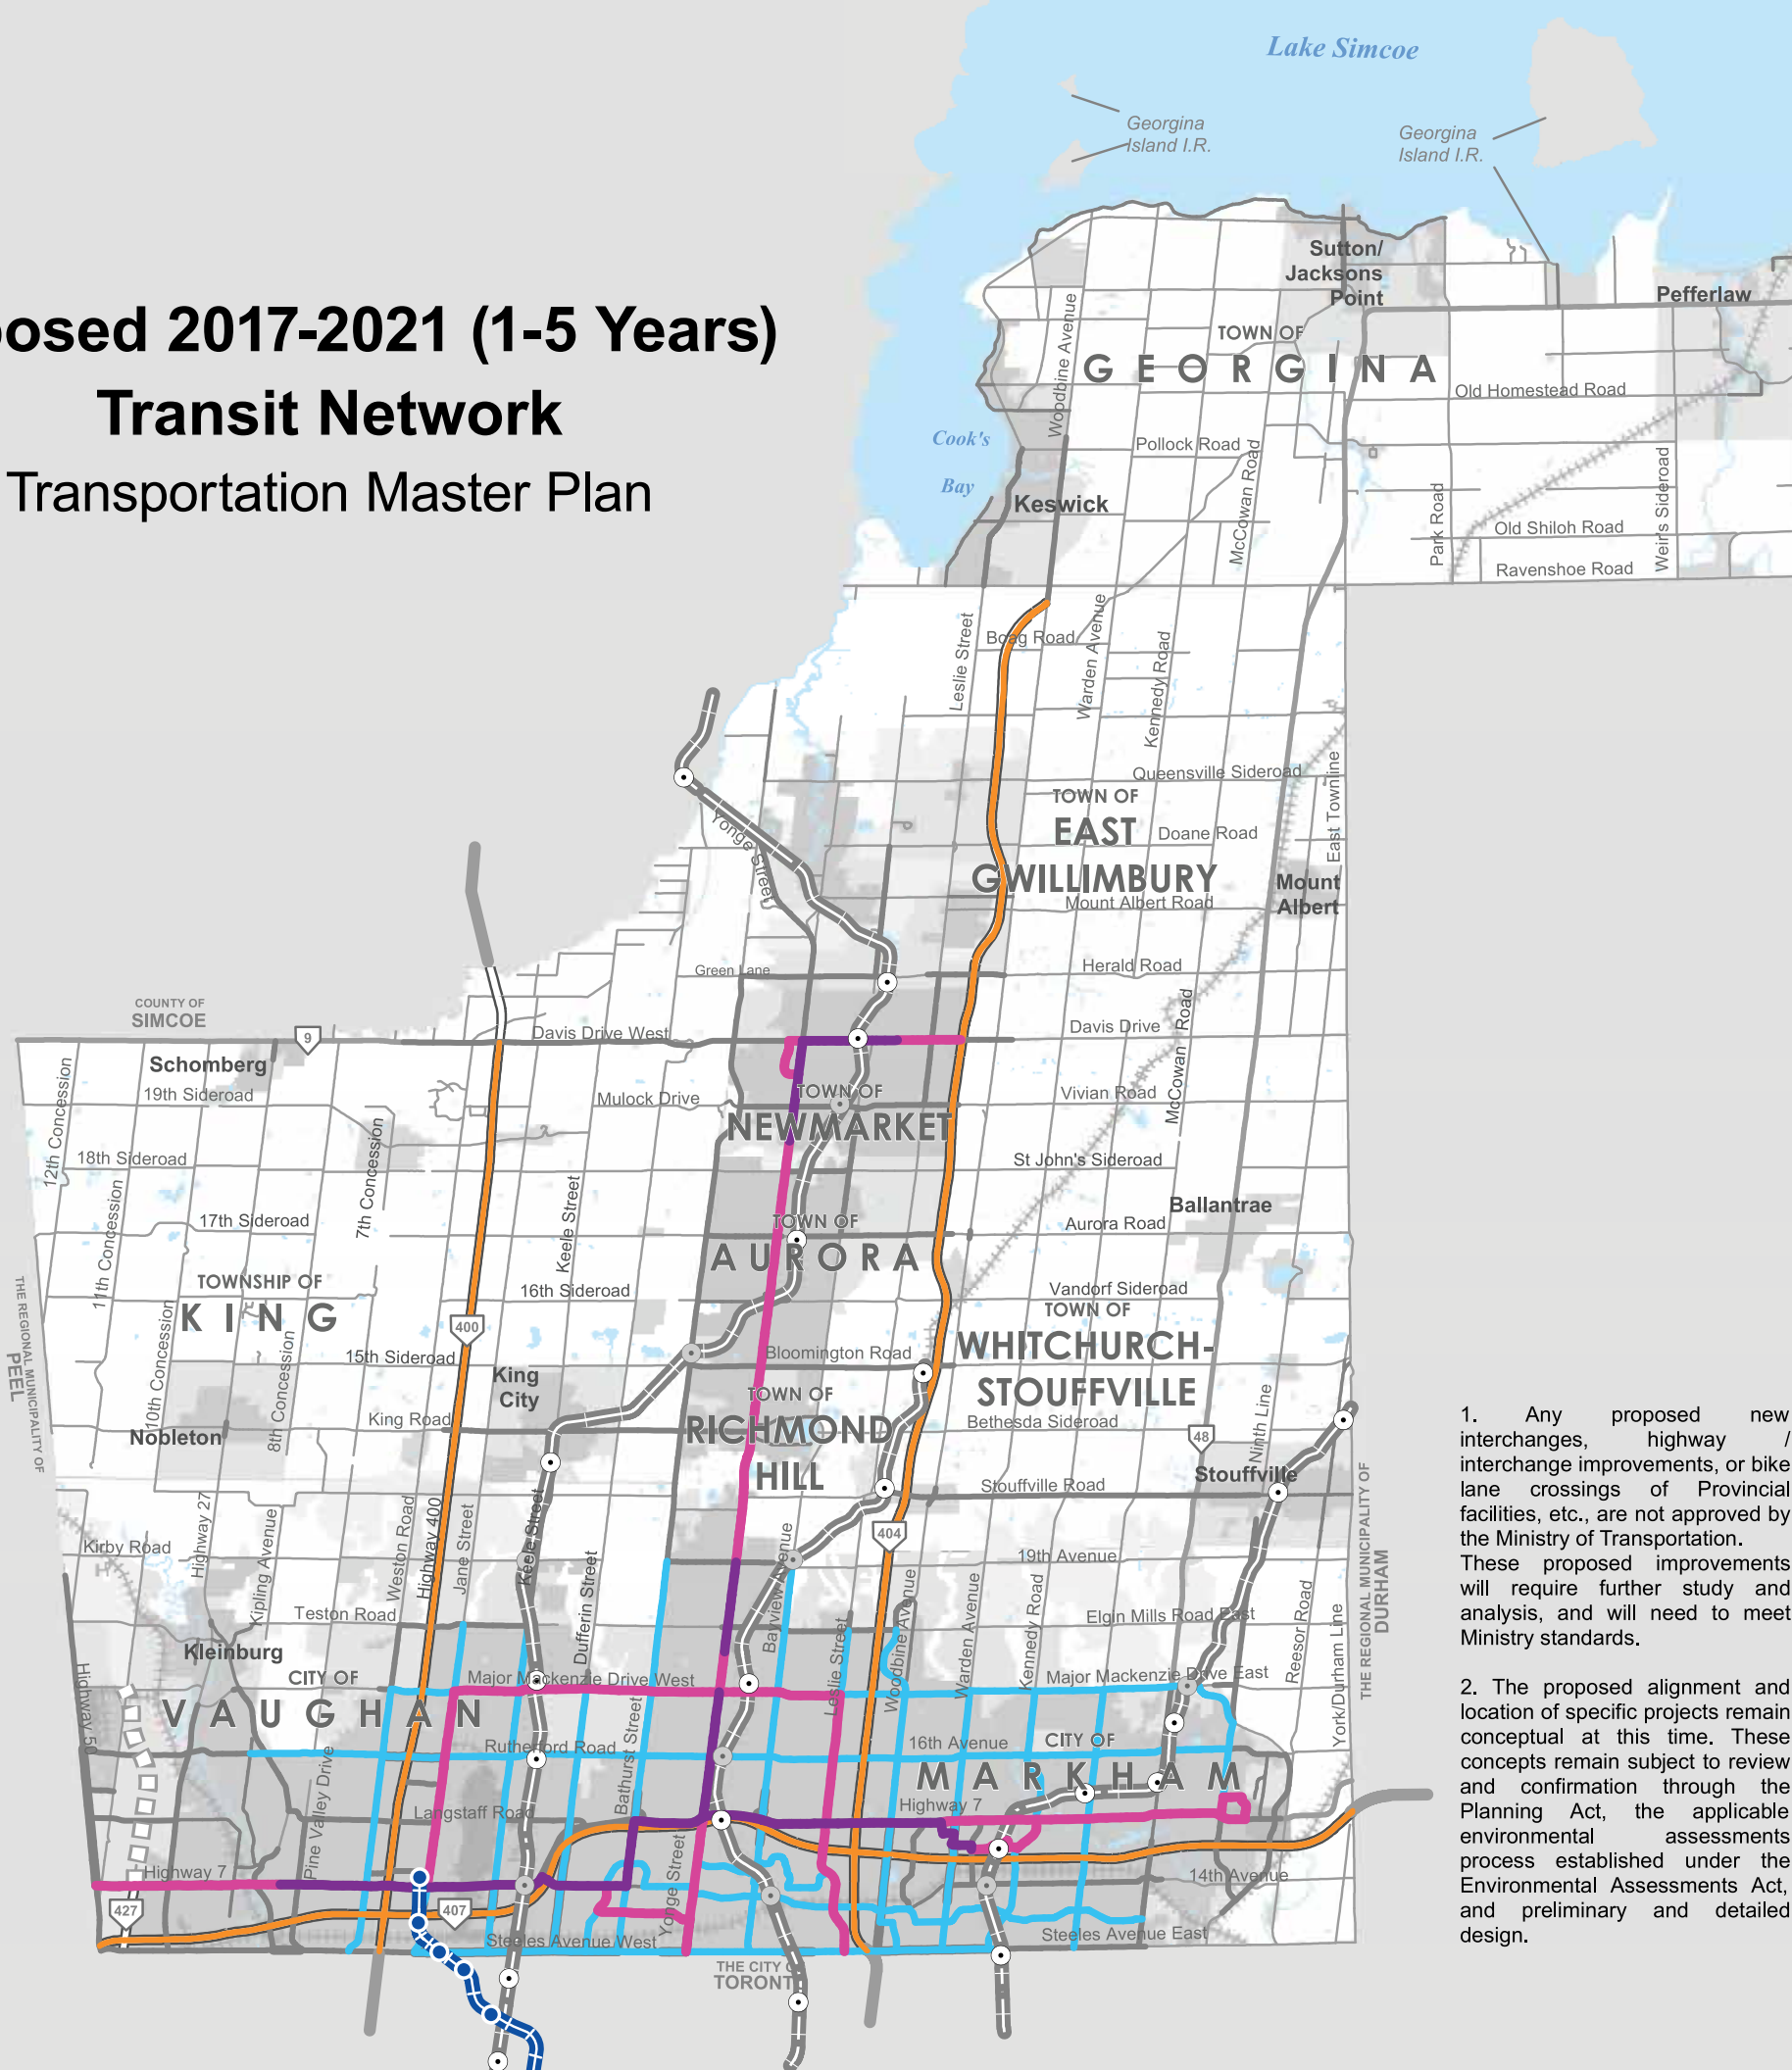 posed 2017-2021 (1-5 Years)
Transit Network
Transportation Master Plan
Lake Simcoe
Georgina
Island I.R.
Georgina
Island I.R.
Sutton/
Jacksons
Point
Pefferlaw
TOWN OF
GEORGINA
Woodbine Avenue
Old Homestead Road
Cook's
Bay
Pollock Road
McCowan Road
Keswick
Park Road
Old Shiloh Road
Weir's Sideroad
Ravenshoe Road
Leslie Street
Boag Road
Warden Avenue
Kennedy Road
Queensville Sideroad
East Townline
TOWN OF
EAST
GWILLIMBURY
Doane Road
Yonge Street
Mount
Albert
Mount Albert Road
Green Lane
Herald Road
COUNTY OF
SIMCOE
9
Davis Drive West
Davis Drive
McCowan Road
Schomberg
12th Concession
19th Sideroad
Mulock Drive
TOWN OF
NEWMARKET
Vivian Road
18th Sideroad
7th Concession
St John's Sideroad
11th Concession
17th Sideroad
Keele Street
Ballantrae
TOWN OF
AURORA
Aurora Road
TOWNSHIP OF
KING
16th Sideroad
Vandorf Sideroad
THE REGIONAL MUNICIPALITY OF
PEEL
10th Concession
8th Concession
400
15th Sideroad
King
City
Bloomington Road
TOWN OF
WHITCHURCH-
STOUFFVILLE
TOWN OF
RICHMOND
HILL
King Road
Nobleton
Bethesda Sideroad
48
Ninth Line
Stouffville
Stouffville Road
Highway 27
Kipling Avenue
Weston Road
Highway 400
Jane Street
Keele Street
Dufferin Street
Bayview Avenue
404
Kirby Road
19th Avenue
Teston Road
Leslie Street
Woodbine Avenue
Warden Avenue
Kennedy Road
Elgin Mills Road East
Reesor Road
York/Durham Line
THE REGIONAL MUNICIPALITY OF
DURHAM
Kleinburg
Highway 50
CITY OF
VAUGHAN
Major Mackenzie Drive West
Major Mackenzie Drive East
Bathurst Street
Rutherford Road
16th Avenue
CITY OF
MARKHAM
Pine Valley Drive
Langstaff Road
Highway 7
Highway 7
Yonge Street
14th Avenue
427
407
Steeles Avenue West
Steeles Avenue East
THE CITY O
TORONT
1. Any proposed new
interchanges, highway /
interchange improvements, or bike
lane crossings of Provincial
facilities, etc., are not approved by
the Ministry of Transportation.
These proposed improvements
will require further study and
analysis, and will need to meet
Ministry standards.
2. The proposed alignment and
location of specific projects remain
conceptual at this time. These
concepts remain subject to review
and confirmation through the
Planning Act, the applicable
environmental assessments
process established under the
Environmental Assessments Act,
and preliminary and detailed
design.